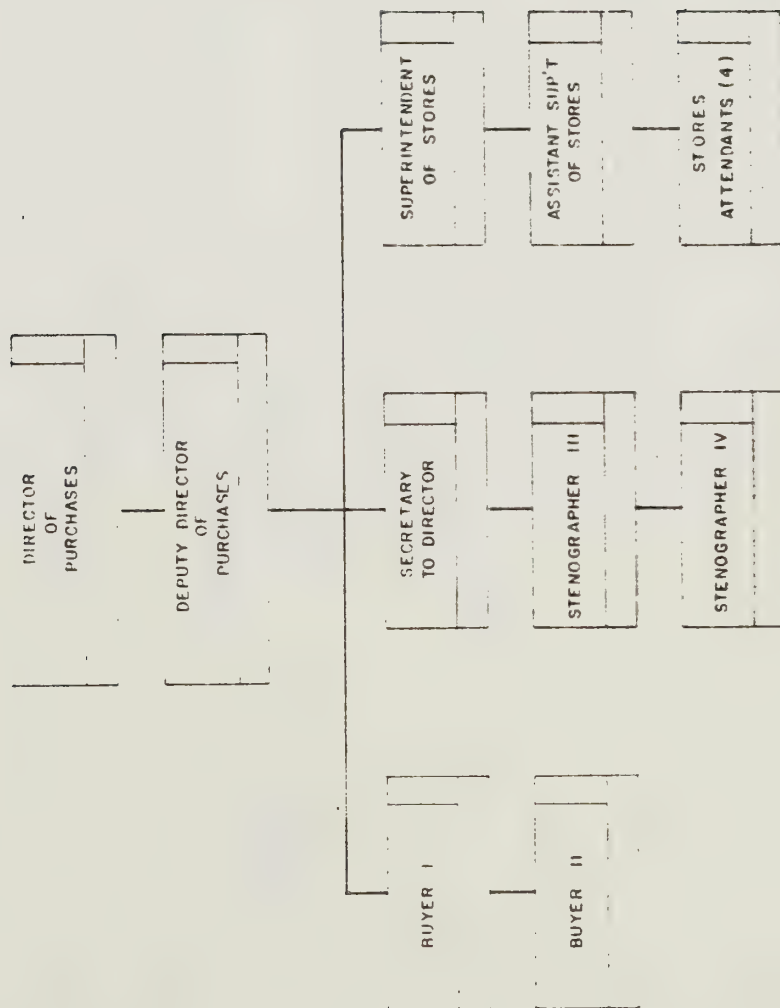 DIRECTOR
OF
PURCHASES
DEPUTY DIRECTOR
OF
PURCHASES
BUYER I
BUYER II
SECRETARY
TO DIRECTOR
STENOGRAPHER III
STENOGRAPHER IV
SUPERINTENDENT
OF STORES
ASSISTANT SUP'T
OF STORES
STORES
ATTENDANTS (4)